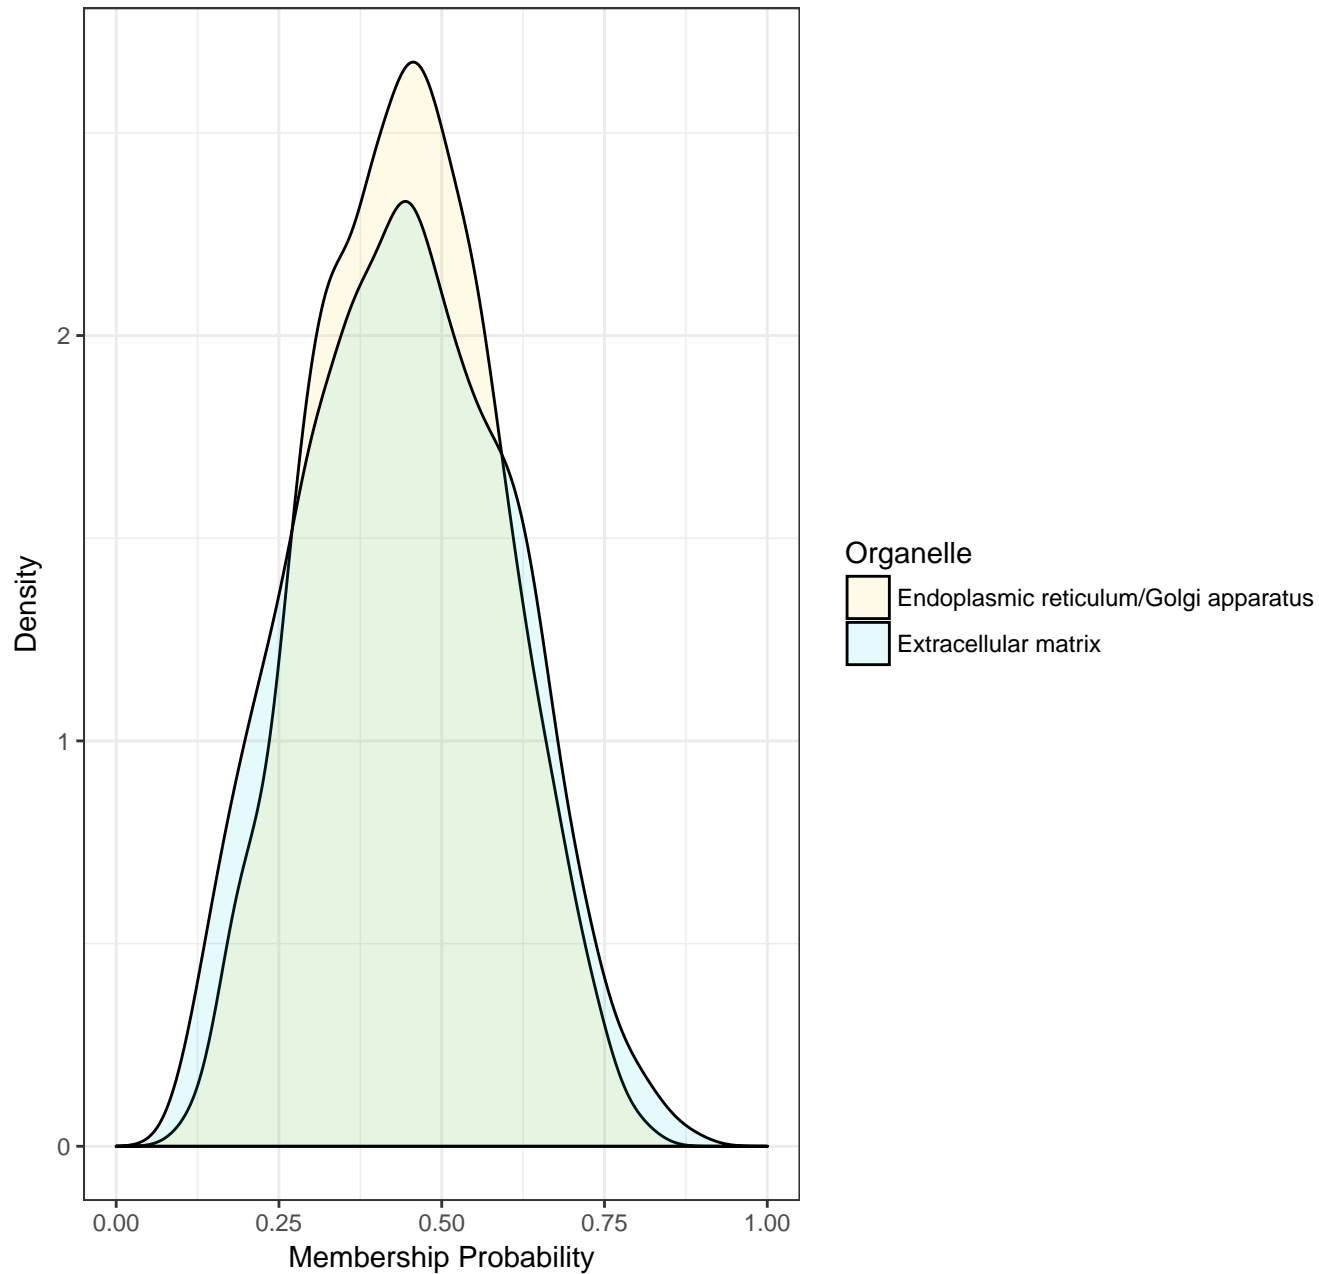 Density
2
1
0
0.00 0.25 0.50 0.75 1.00
Membership Probability
Organelle
Endoplasmic reticulum/Golgi apparatus
Extracellular matrix